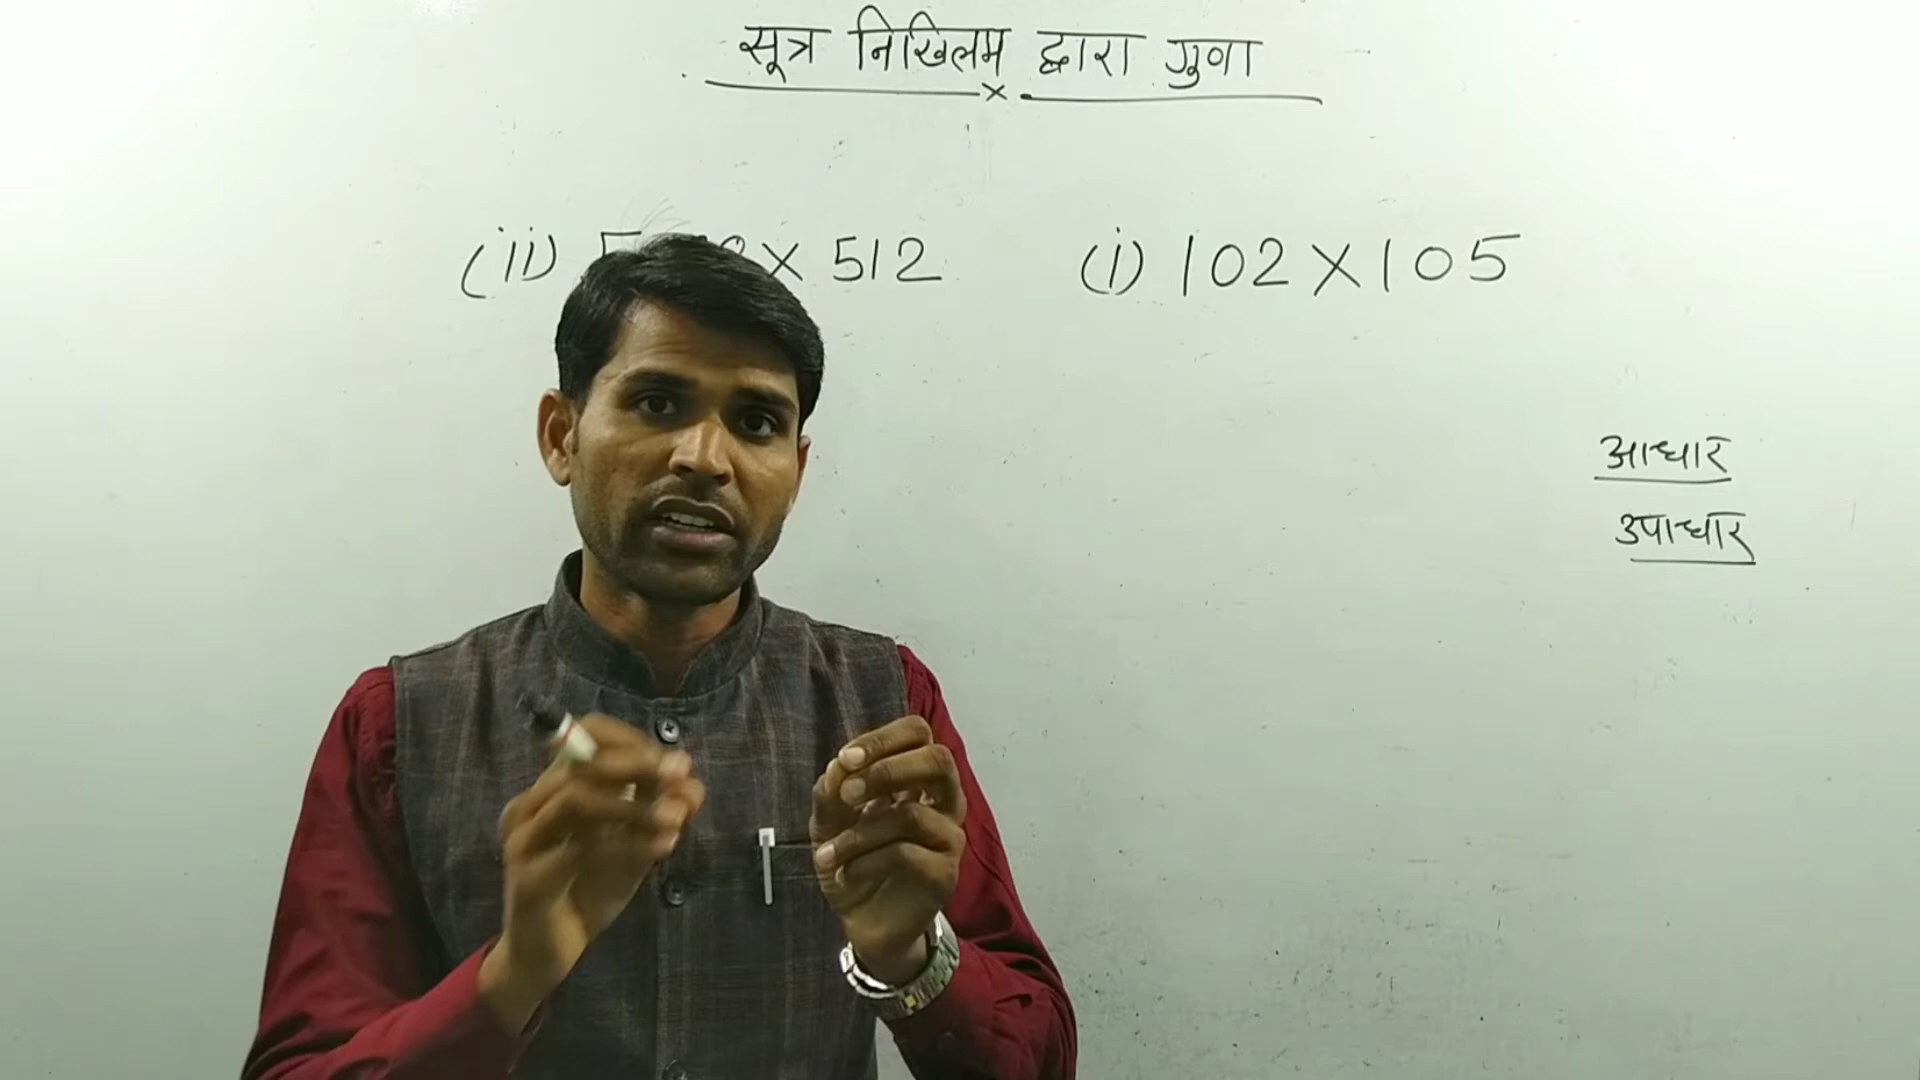 सूत्र निखिलम द्वारा गुणा
(ii) × 512 (i) 102 × 105
आधार
उपाधार